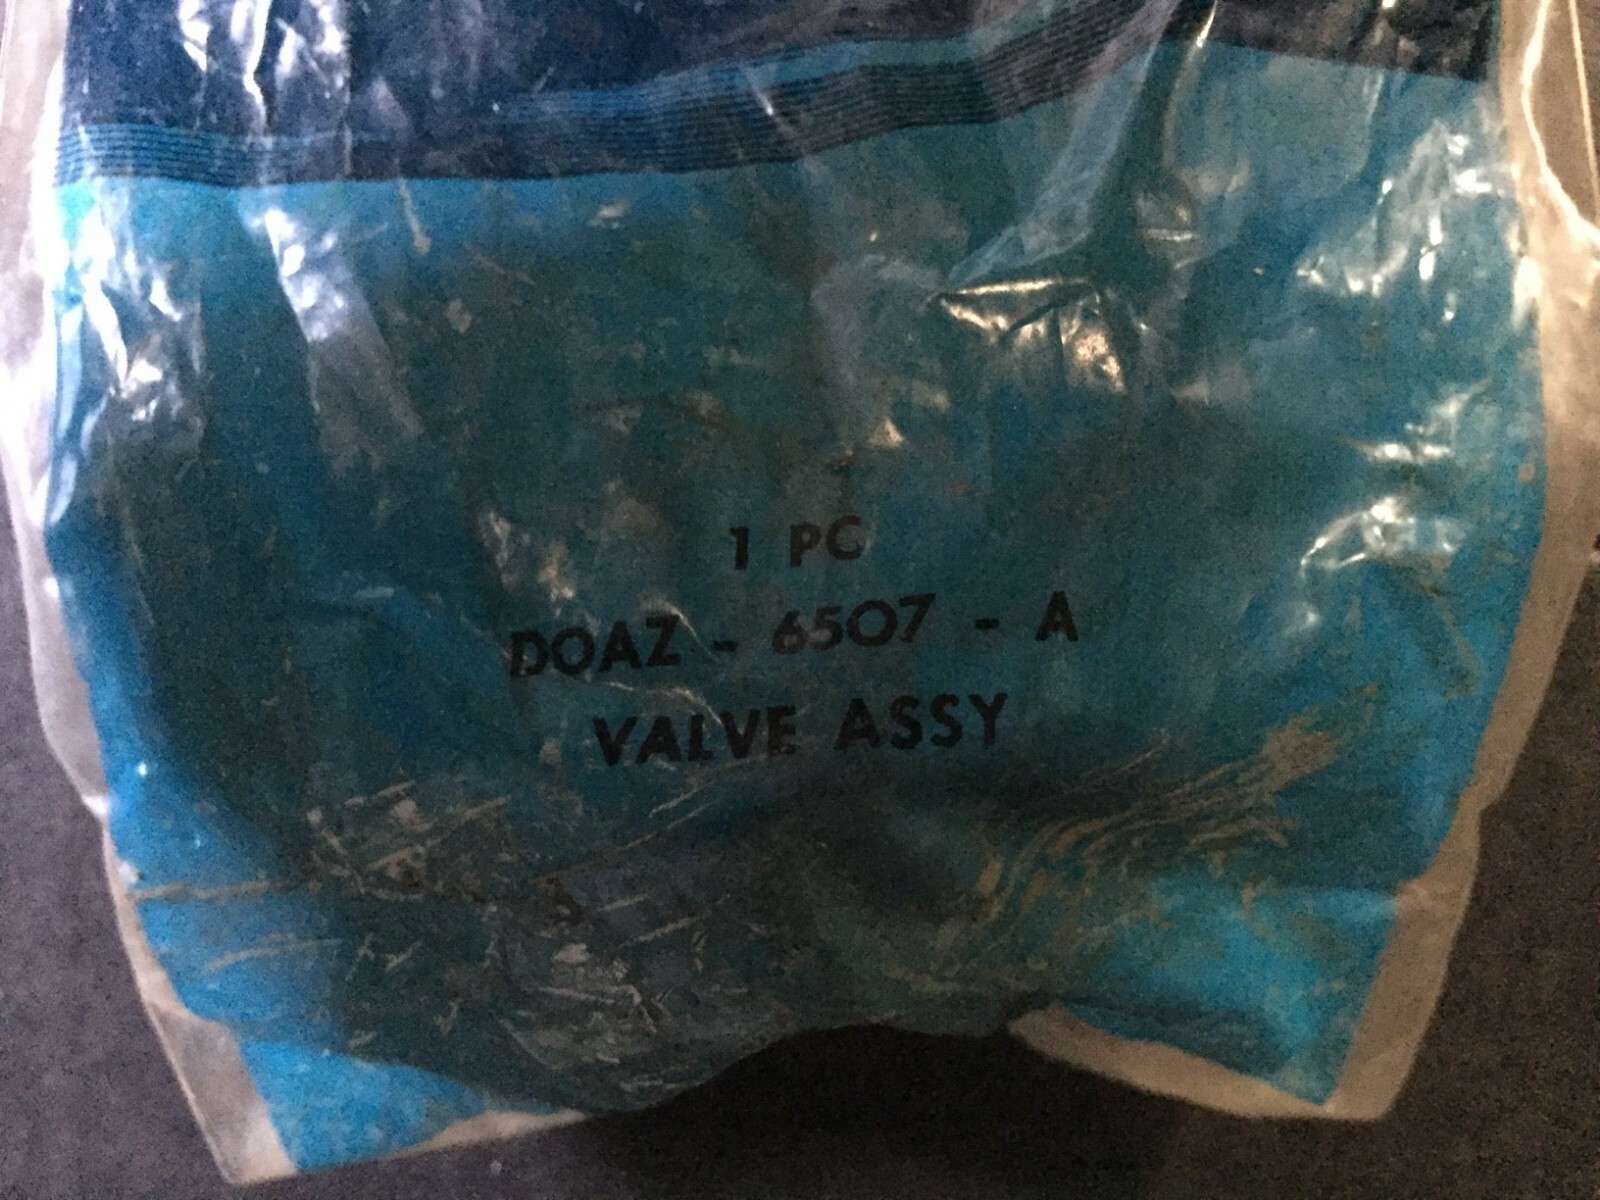 1 PC
DOAZ - 6507 - A
VALVE ASSY